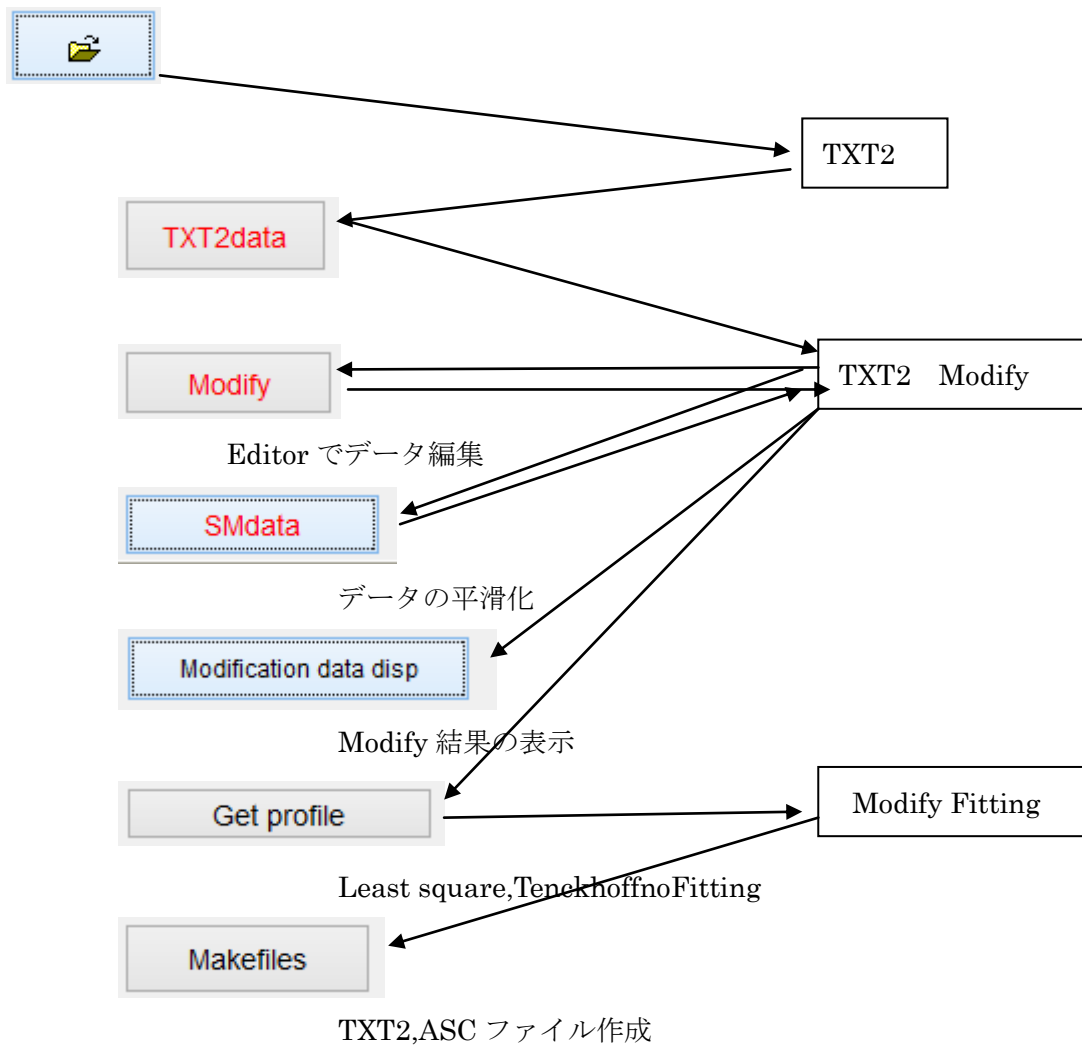 TXT2
TXT2data
TXT2 Modify
Modify
Editor でデータ編集
SMdata
データの平滑化
Modification data disp
Modify 結果の表示
Get profile
Modify Fitting
Least square,TenckhoffnoFitting
Makefiles
TXT2,ASC ファイル作成